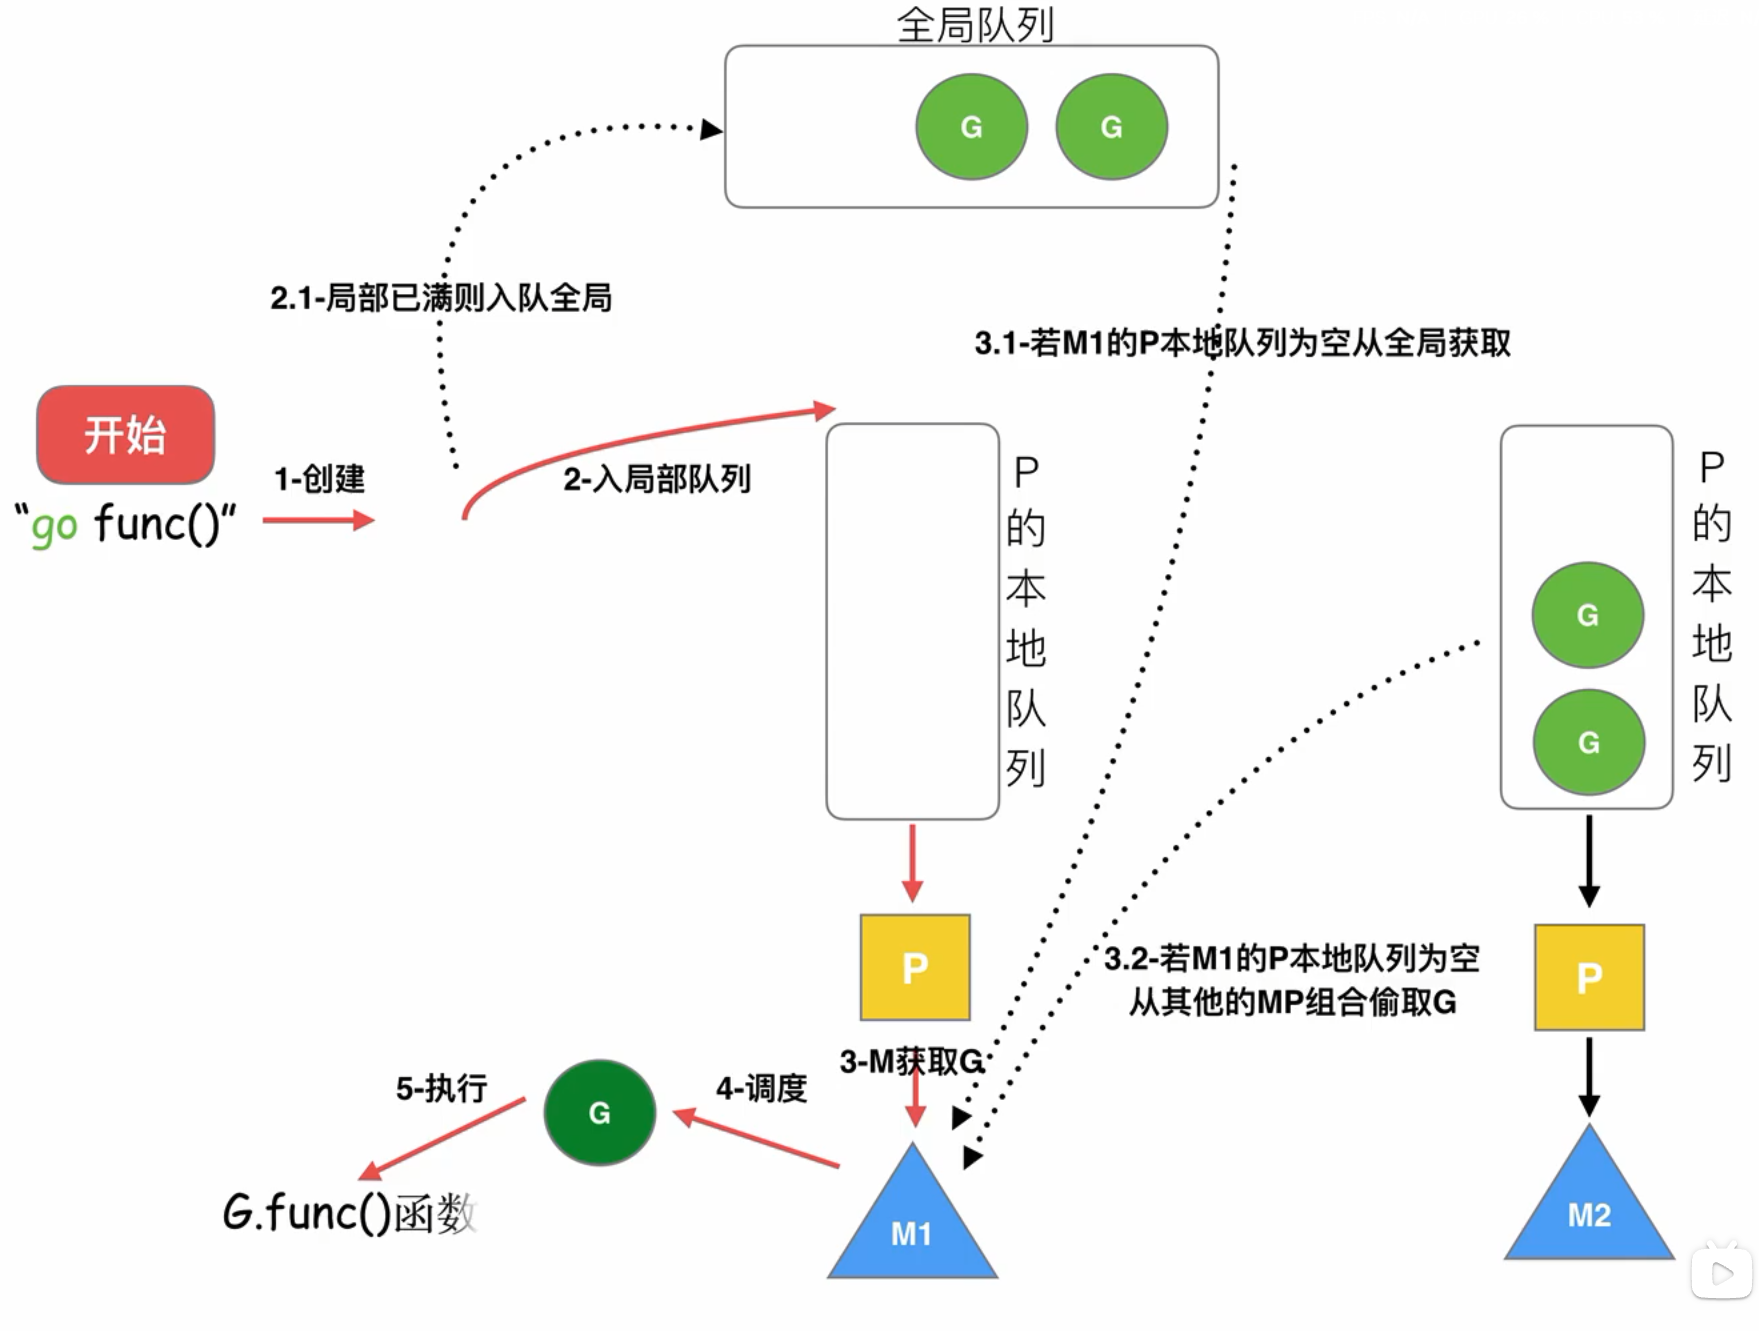 全局队列
G
G
2.1-局部已满则入队全局
3.1-若M1的P本地队列为空从全局获取
开始
“go func()”
1-创建
2-入局部队列
P的本地队列
P的本地队列
G
G
P
P
3.2-若M1的P本地队列为空
从其他的MP组合偷取G
3-M获取G
4-调度
5-执行
G
G.func()函数
M1
M2